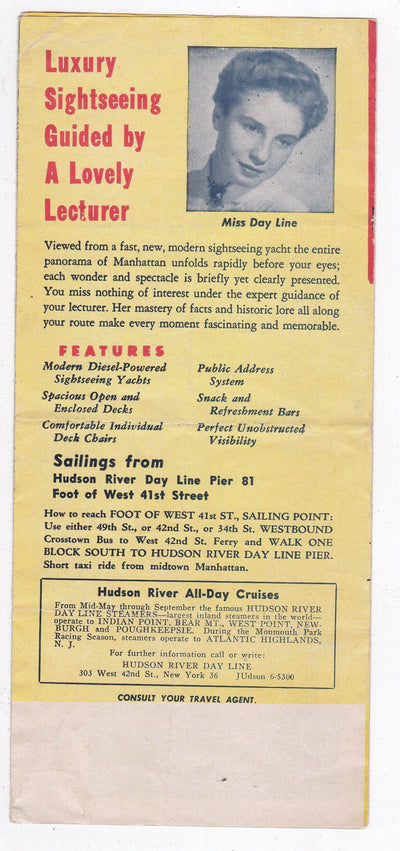 Luxury
Sightseeing
Guided by
A Lovely
Lecturer
Miss Day Line
Viewed from a fast, new, modern sightseeing yacht the entire
panorama of Manhattan unfolds rapidly before your eyes;
each wonder and spectacle is briefly yet clearly presented.
You miss nothing of interest under the expert guidance of
your lecturer. Her mastery of facts and historic lore all along
your route make every moment fascinating and memorable.
FEATURES
Modern Diesel-Powered
Sightseeing Yachts
Spacious Open and
Enclosed Decks
Comfortable Individual
Deck Chairs
Public Address
System
Snack and
Refreshment Bars
Perfect Unobstructed
Visibility
Sailings from
Hudson River Day Line Pier 81
Foot of West 41st Street
How to reach FOOT OF WEST 41st ST., SAILING POINT:
Use either 49th St., or 42nd St., or 34th St. WESTBOUND
Crosstown Bus to West 42nd St. Ferry and WALK ONE
BLOCK SOUTH TO HUDSON RIVER DAY LINE PIER.
Short taxi ride from midtown Manhattan.
Hudson River All-Day Cruises
From Mid-May through September the famous HUDSON RIVER
DAY LINE STEAMERS—largest inland steamers in the world—
operate to INDIAN POINT, BEAR MT., WEST POINT, NEW-
BURGH and POUGHKEEPSIE. During the Monmouth Park
Racing Season, steamers operate to ATLANTIC HIGHLANDS,
N. J.
For further information call or write:
HUDSON RIVER DAY LINE
303 West 42nd St., New York 36 JUdson 6-5300
CONSULT YOUR TRAVEL AGENT.